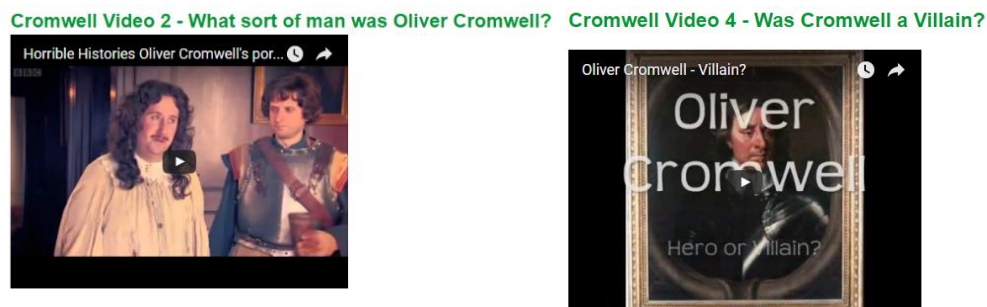 Cromwell Video 2 - What sort of man was Oliver Cromwell?
Horrible Histories Oliver Cromwell's por...
BBC
Cromwell Video 4 - Was Cromwell a Villain?
Oliver Cromwell - Villain?
Oliver
Cromwell
Hero or Villain?